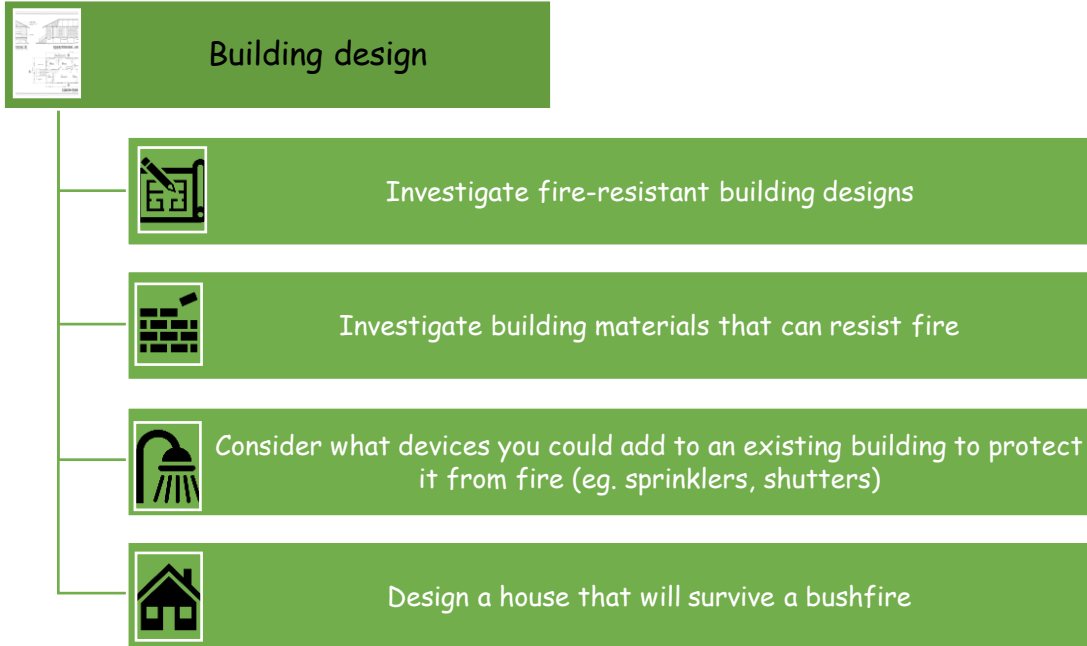 Building design
Investigate fire-resistant building designs
Investigate building materials that can resist fire
Consider what devices you could add to an existing building to protect
it from fire (eg. sprinklers, shutters)
Design a house that will survive a bushfire